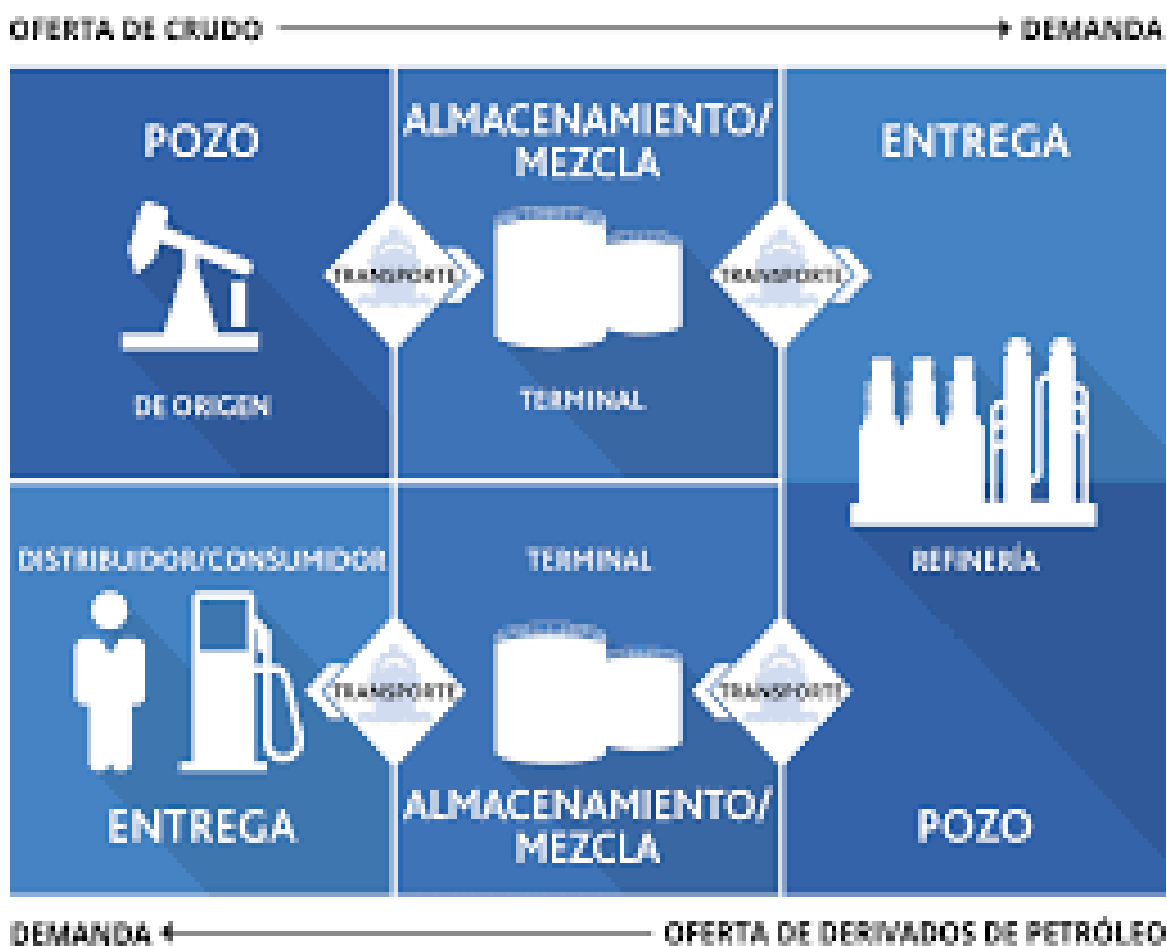 OFERTA DE CRUDO
DEMANDA
POZO
ALMACENAMIENTO/
MEZCLA
ENTREGA
TRANSPORTE
TRANSPORTE
DE ORIGEN
TERMINAL
DISTRIBUIDOR/CONSUMIDOR
TERMINAL
REFINERÍA
TRANSPORTE
TRANSPORTE
ENTREGA
ALMACENAMIENTO/
MEZCLA
POZO
DEMANDA
OFERTA DE DERIVADOS DE PETRÓLEO